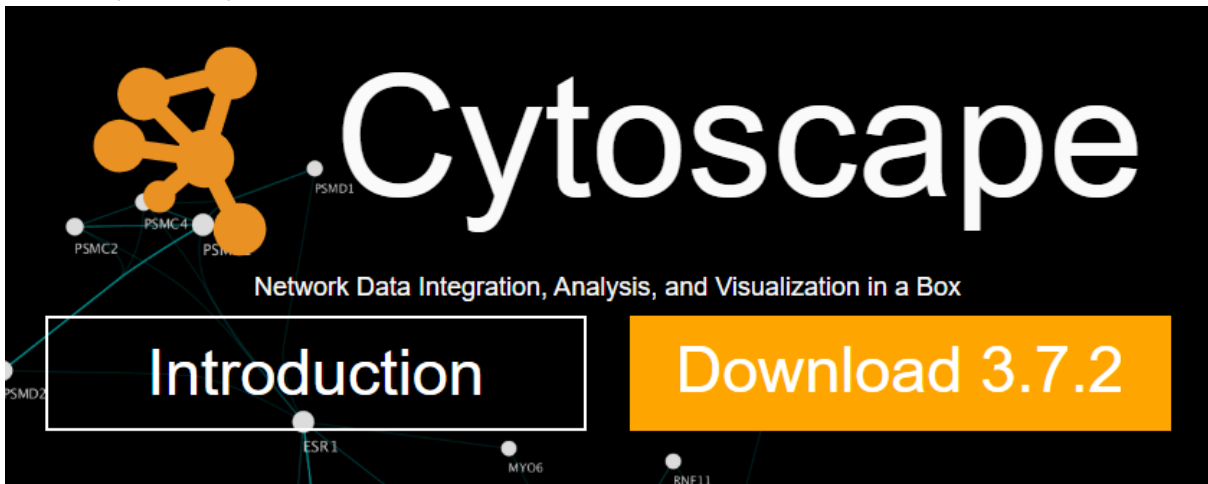 Cytoscape
PSMD1
PSMC4
PSMC2
Network Data Integration, Analysis, and Visualization in a Box
Introduction
Download 3.7.2
PSMD2
ESR1
MYO6
RNF11